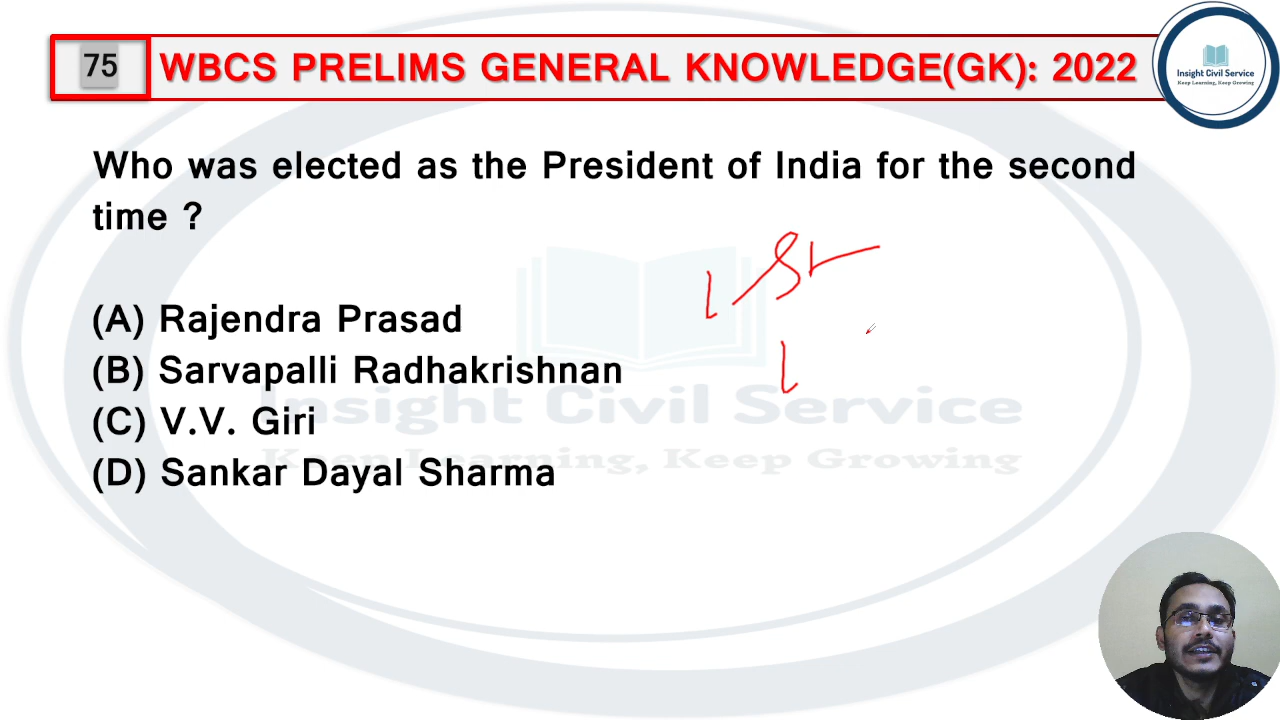 75 WBCS PRELIMS GENERAL KNOWLEDGE(GK): 2022
Insight Civil Service
Keep Learning, Keep Growing
Who was elected as the President of India for the second
time ?
1st
(A) Rajendra Prasad
(B) Sarvapalli Radhakrishnan
Insight Civil Service
(C) V.V. Giri
Keep Learning, Keep Growing
(D) Sankar Dayal Sharma